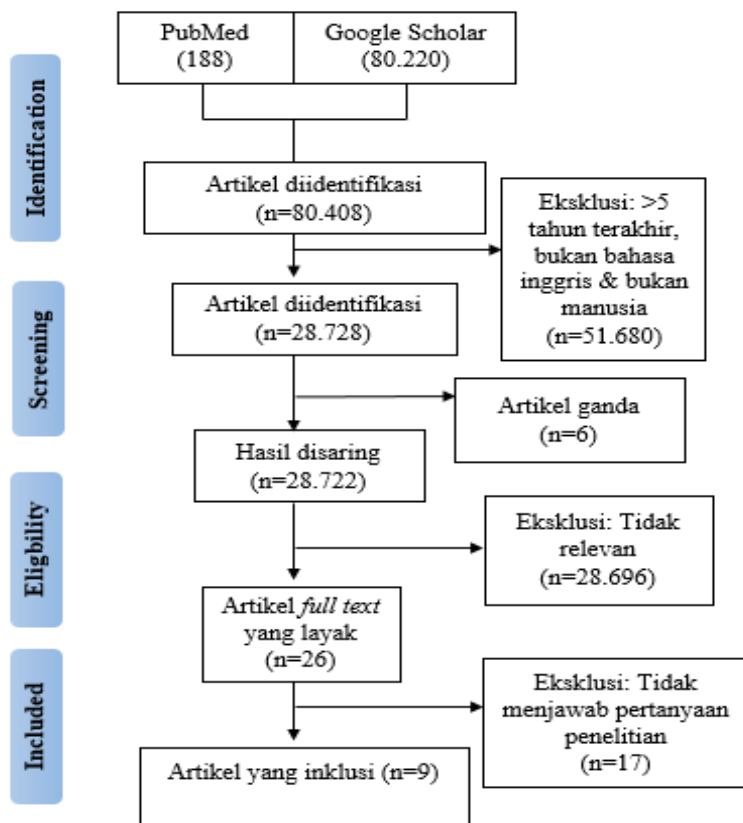 PubMed
(188)
Google Scholar
(80.220)
Identification
Artikel diidentifikasi
(n=80.408)
Eksklusi: >5
tahun terakhir,
bukan bahasa
inggris & bukan
manusia
(n=51.680)
Screening
Artikel diidentifikasi
(n=28.728)
Artikel ganda
(n=6)
Hasil disaring
(n=28.722)
Eligbility
Eksklusi: Tidak
relevan
(n=28.696)
Artikel full text
yang layak
(n=26)
Included
Eksklusi: Tidak
menjawab pertanyaan
penelitian
(n=17)
Artikel yang inklusi (n=9)